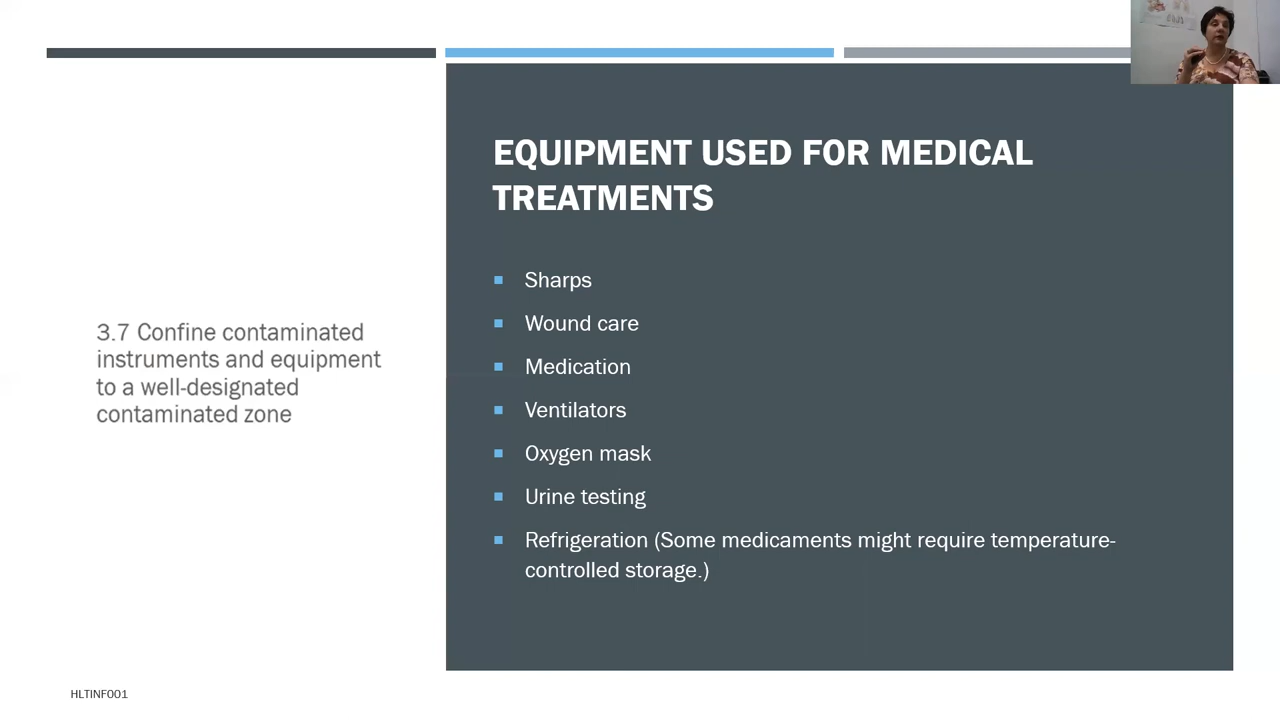 EQUIPMENT USED FOR MEDICAL
TREATMENTS
3.7 Confine contaminated
instruments and equipment
to a well-designated
contaminated zone
Sharps
Wound care
Medication
Ventilators
Oxygen mask
Urine testing
Refrigeration (Some medicaments might require temperature-
controlled storage.)
HLTINF001